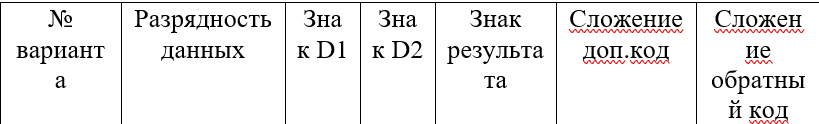 №
вариант
а
Разрядность
данных
Зна
к D1
Зна
к D2
Знак
результа
та
Сложение
доп.код
Сложен
ие
обратны
й код